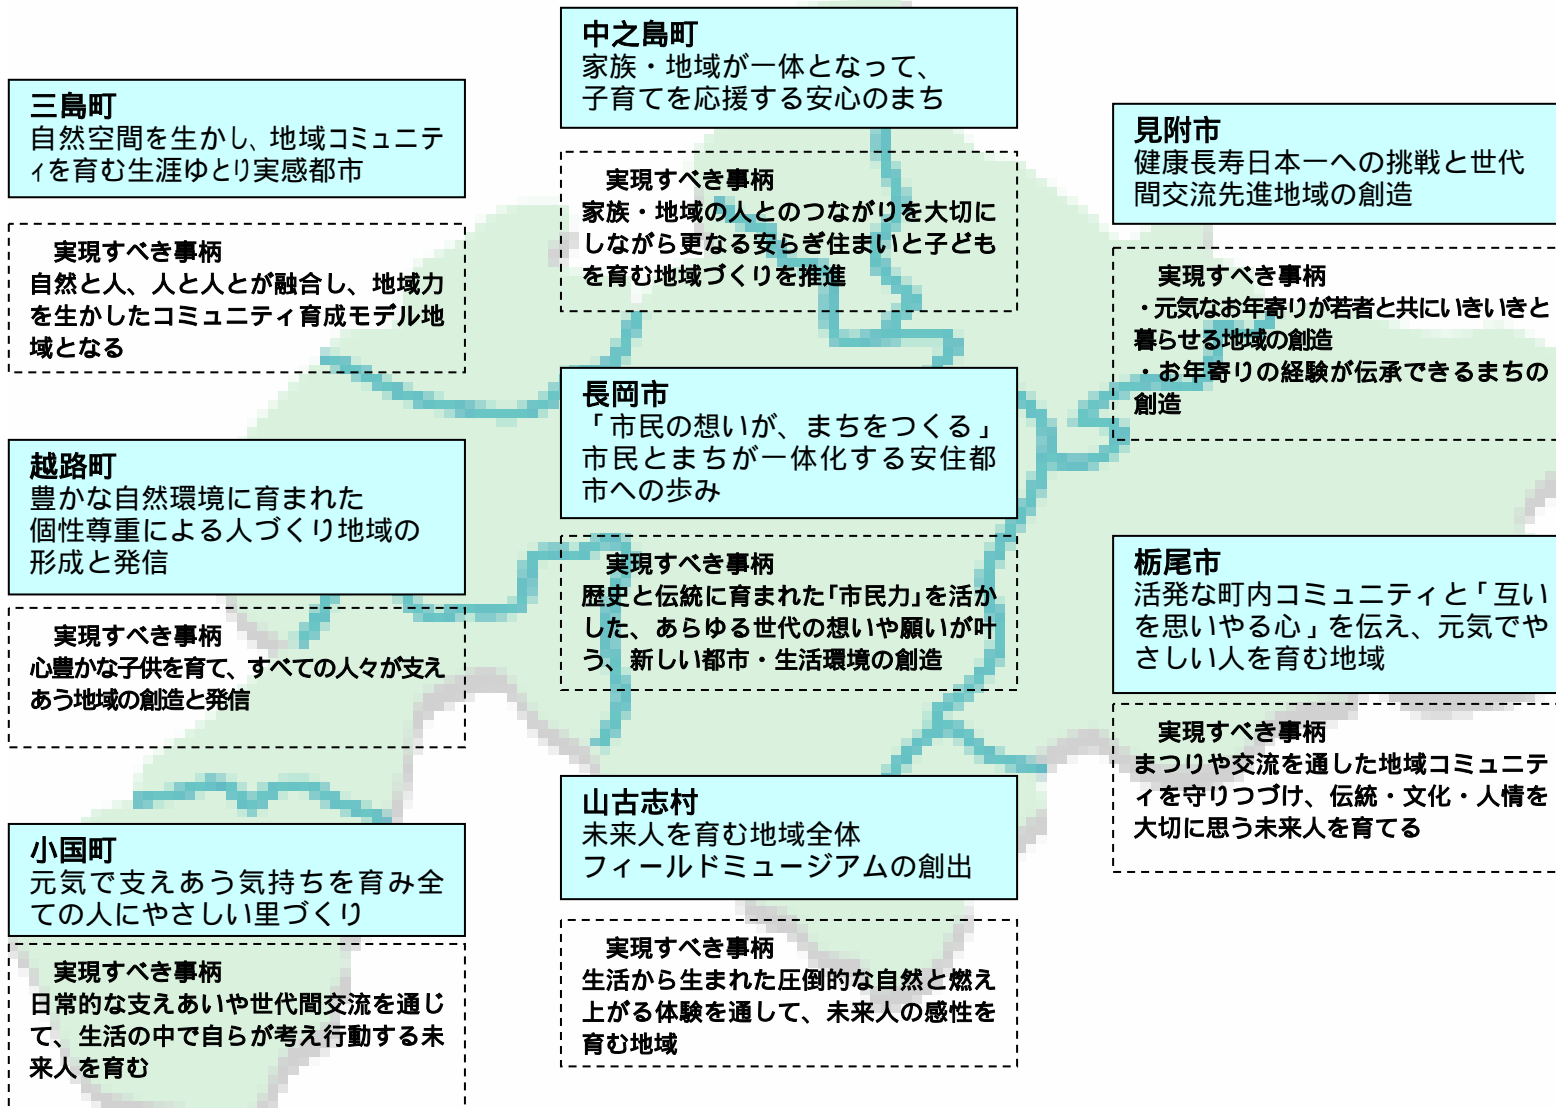 中之島町
家族・地域が一体となって、
子育てを応援する安心のまち
実現すべき事柄
家族・地域の人とのつながりを大切に
しながら更なる安らぎ住まいと子ども
を育む地域づくりを推進
三島町
自然空間を生かし、地域コミュニテ
ィを育む生涯ゆとり実感都市
実現すべき事柄
自然と人、人と人とが融合し、地域力
を生かしたコミュニティ育成モデル地
域となる
見附市
健康長寿日本一への挑戦と世代
間交流先進地域の創造
実現すべき事柄
・元気なお年寄りが若者と共にいきいきと
暮らせる地域の創造
・お年寄りの経験が伝承できるまちの
創造
長岡市
「市民の想いが、まちをつくる」
市民とまちが一体化する安住都
市への歩み
実現すべき事柄
歴史と伝統に育まれた「市民力」を活か
した、あらゆる世代の想いや願いが叶
う、新しい都市・生活環境の創造
越路町
豊かな自然環境に育まれた
個性尊重による人づくり地域の
形成と発信
実現すべき事柄
心豊かな子供を育て、すべての人々が支え
あう地域の創造と発信
栃尾市
活発な町内コミュニティと「互い
を思いやる心」を伝え、元気でや
さしい人を育む地域
実現すべき事柄
まつりや交流を通した地域コミュニテ
ィを守りつづけ、伝統・文化・人情を
大切に思う未来人を育てる
山古志村
未来人を育む地域全体
フィールドミュージアムの創出
実現すべき事柄
生活から生まれた圧倒的な自然と燃え
上がる体験を通して、未来人の感性を
育む地域
小国町
元気で支えあう気持ちを育み全
ての人にやさしい里づくり
実現すべき事柄
日常的な支えあいや世代間交流を通じ
て、生活の中で自らが考え行動する未
来人を育む